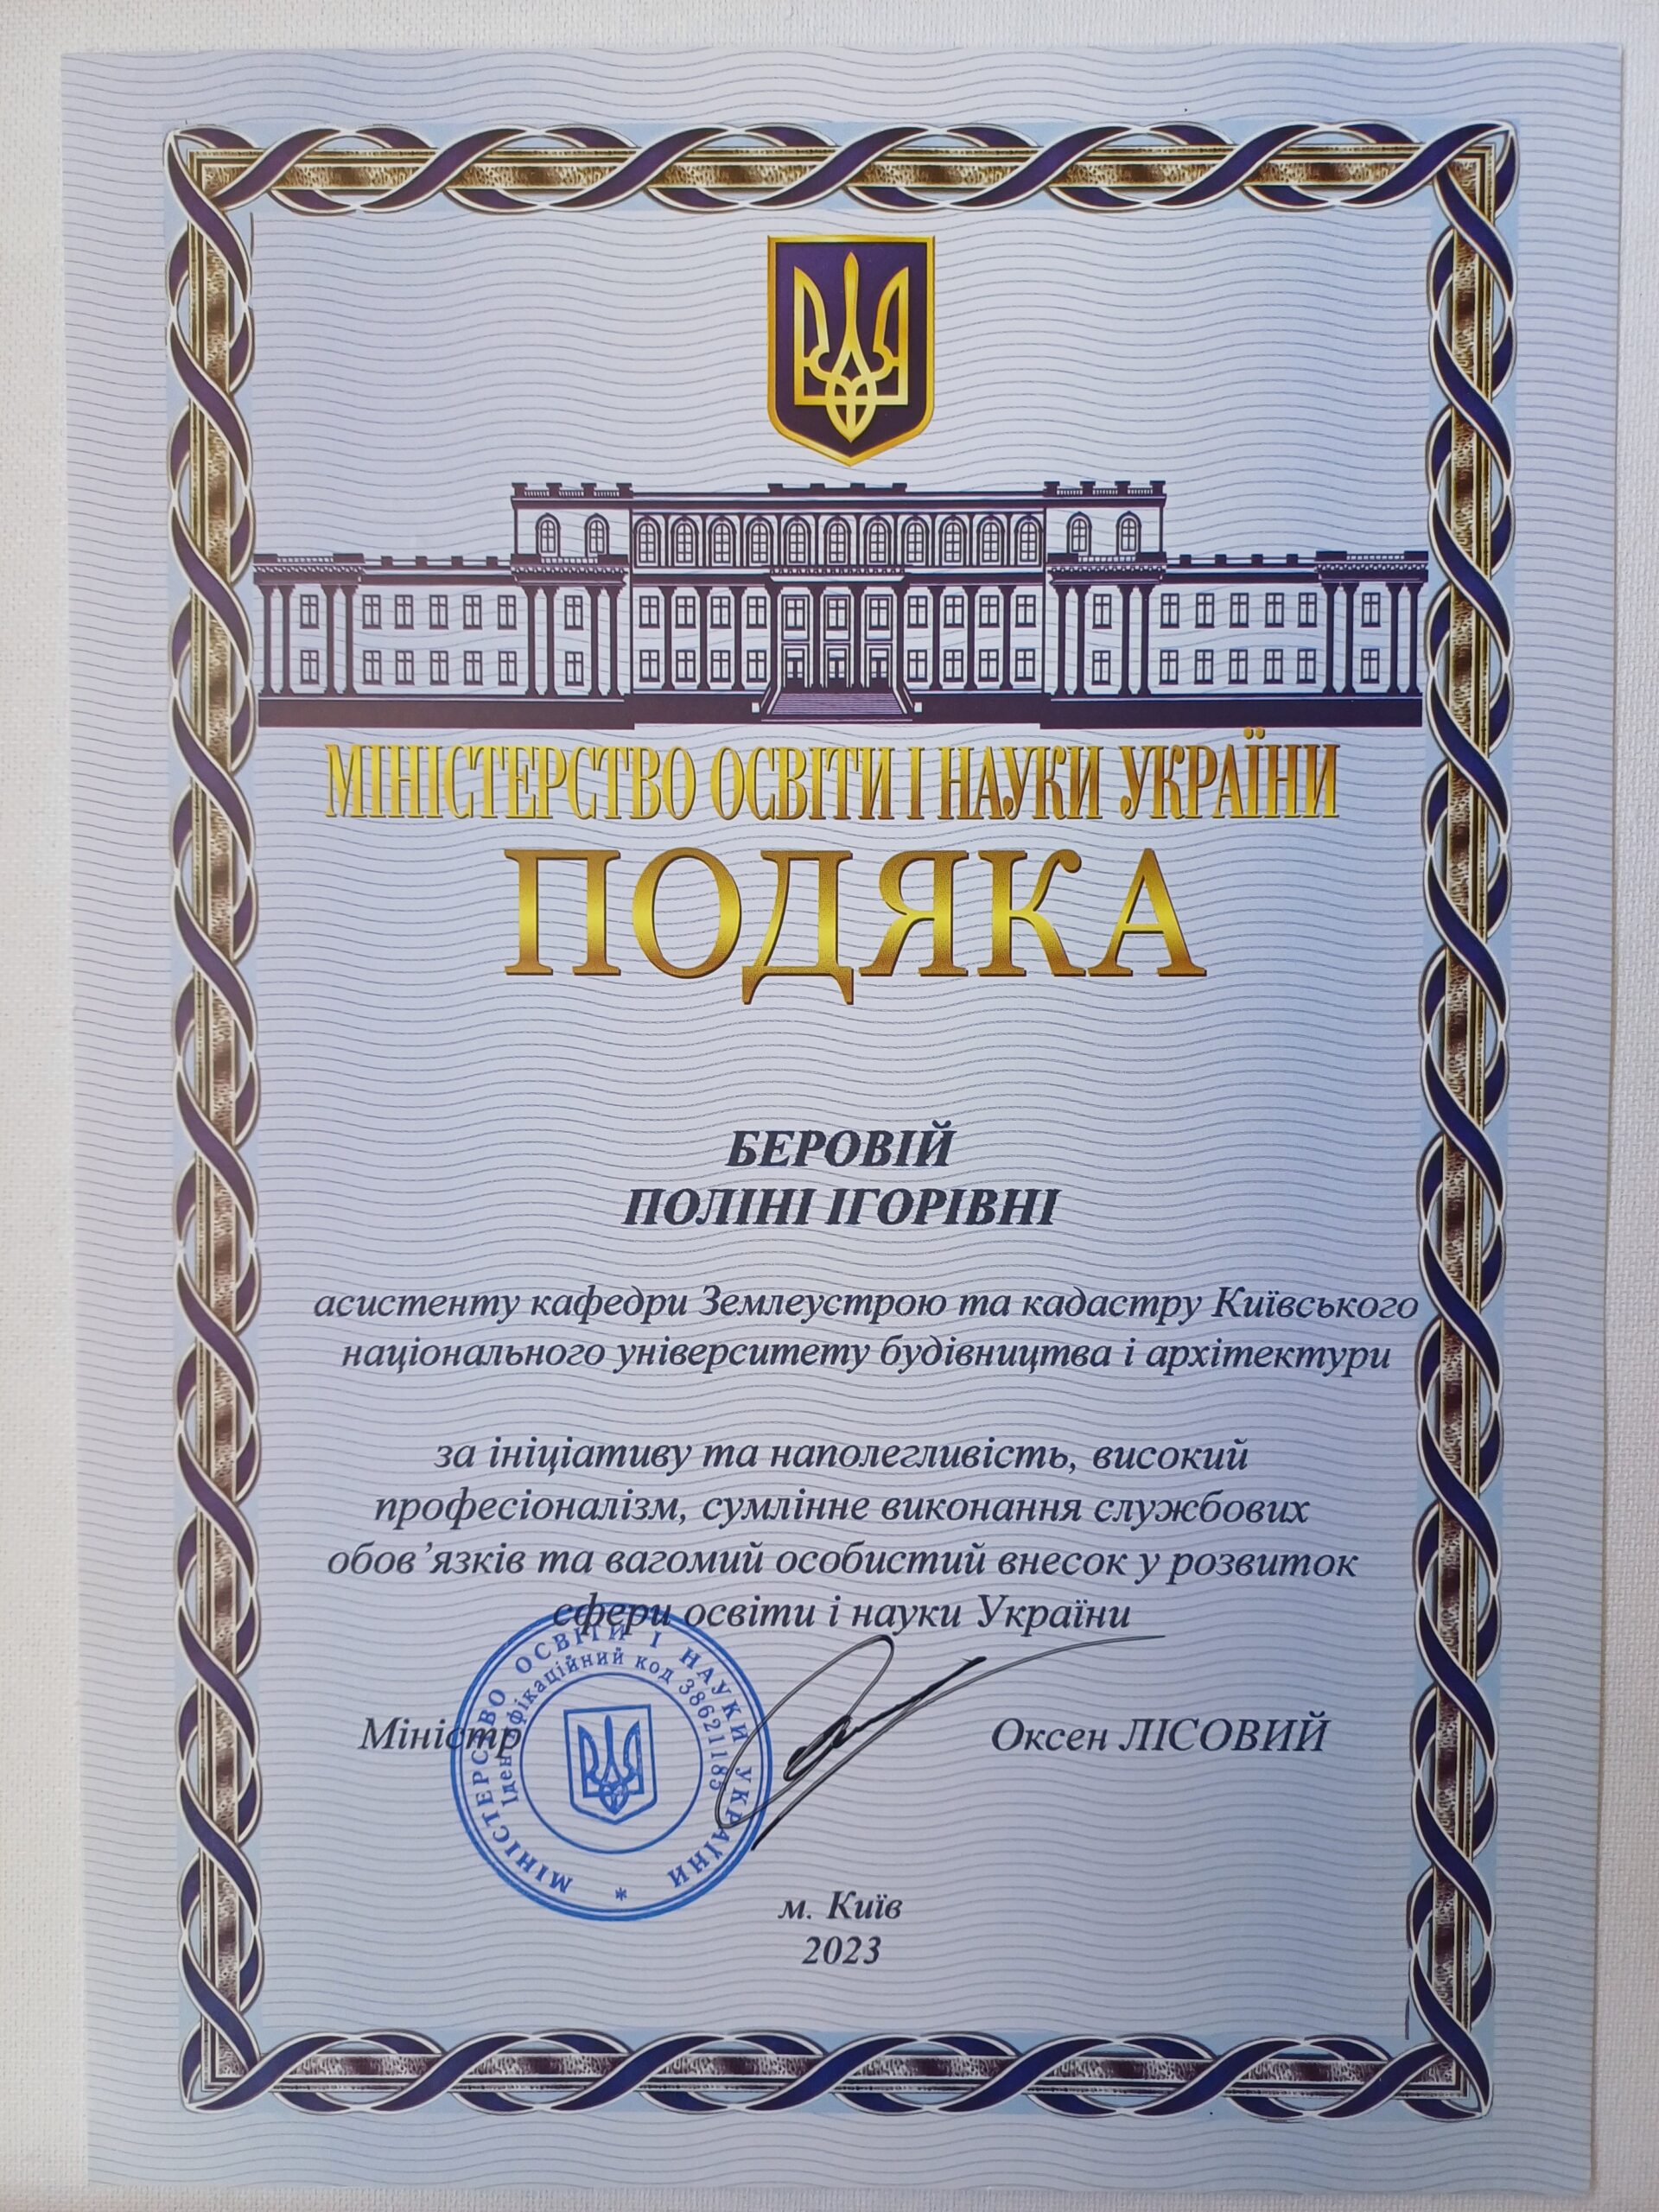 МІНІСТЕРСТВО ОСВІТИ І НАУКИ УКРАЇНИ
ПОДЯКА
БЕРОВІЙ
ПОЛІНІ ІГОРІВНІ
асистенту кафедри Землеустрою та кадастру Київського
національного університету будівництва і архітектури
за ініціативу та наполегливість, високий
професіоналізм, сумлінне виконання службових
обов’язків та вагомий особистий внесок у розвиток
сфери освіти і науки України
Міністр
Оксен ЛІСОВИЙ
МІНІСТЕРСТВО ОСВІТИ І НАУКИ УКРАЇНИ *
Ідентифікаційний код 38621185
м. Київ
2023